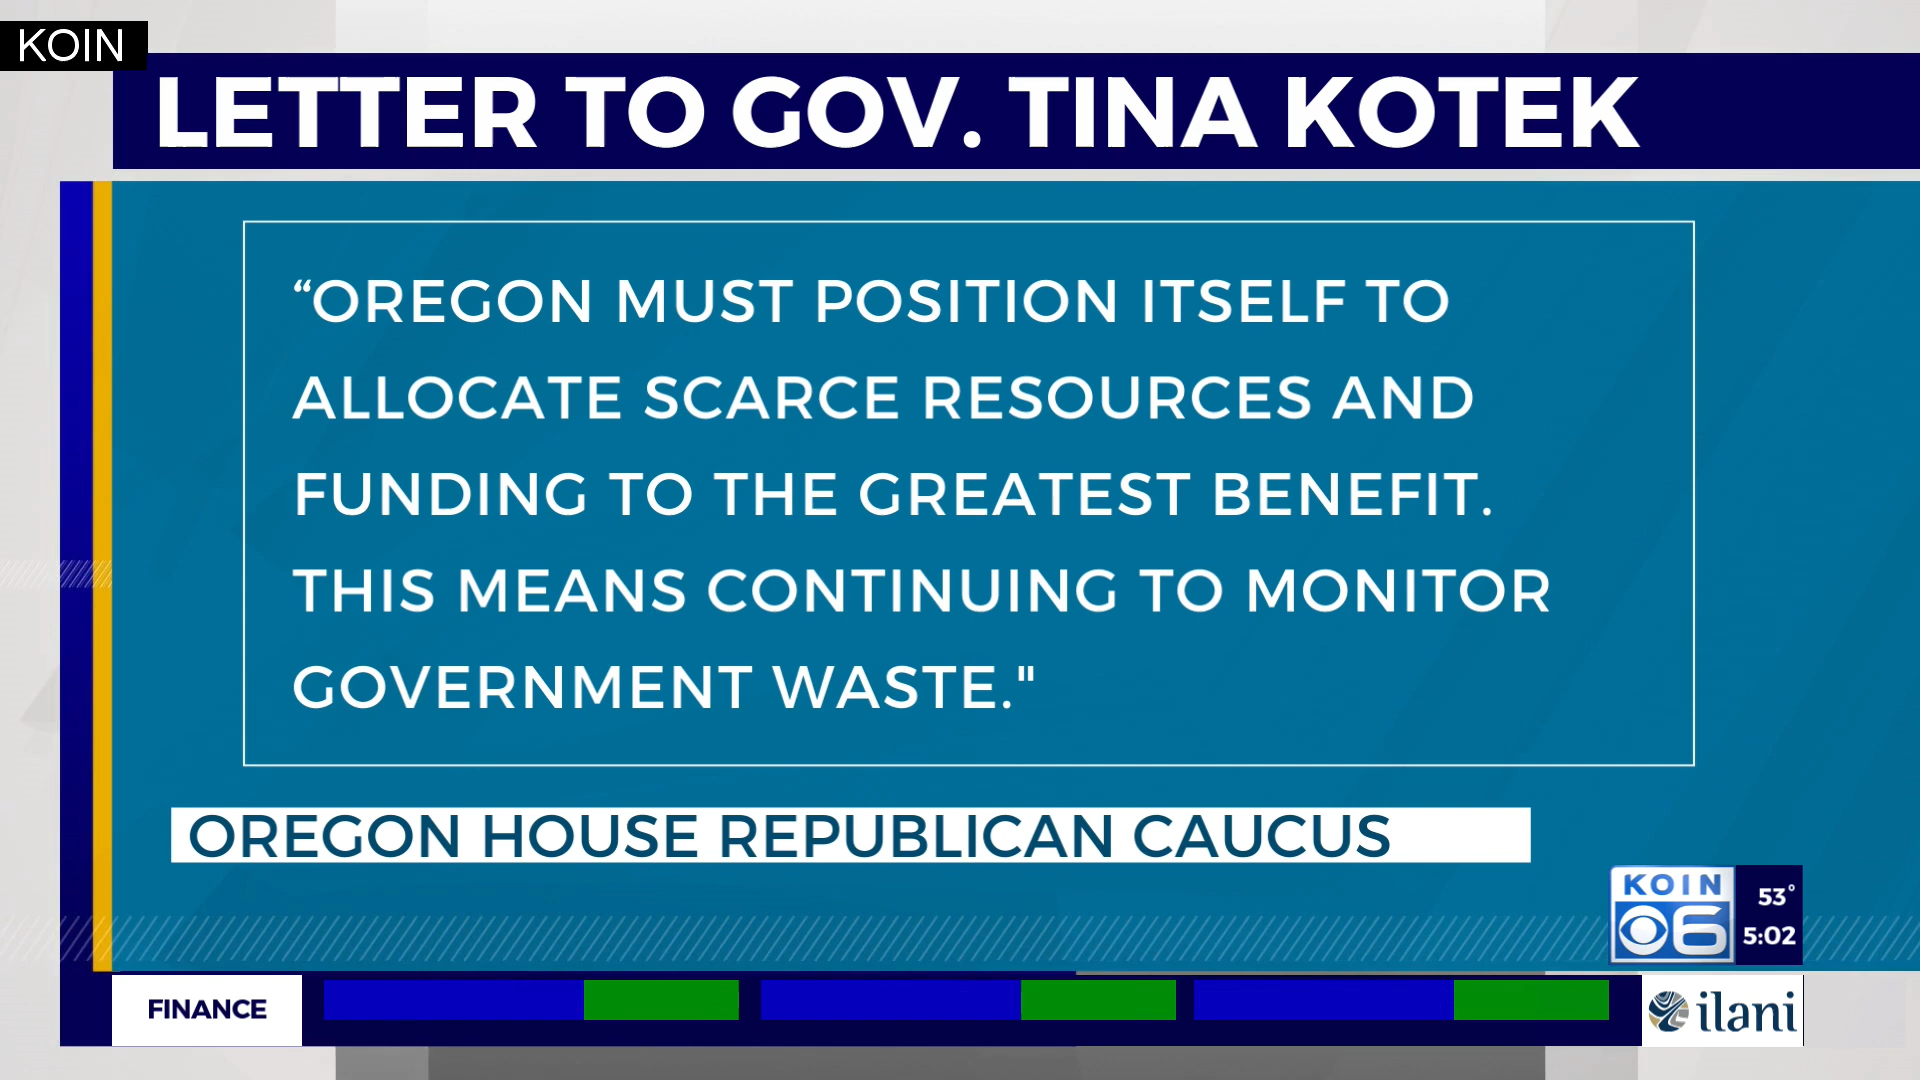 KOIN
LETTER TO GOV. TINA KOTEK
“OREGON MUST POSITION ITSELF TO
ALLOCATE SCARCE RESOURCES AND
FUNDING TO THE GREATEST BENEFIT.
THIS MEANS CONTINUING TO MONITOR
GOVERNMENT WASTE."
OREGON HOUSE REPUBLICAN CAUCUS
KOIN
6
53°
5:02
FINANCE
ilani